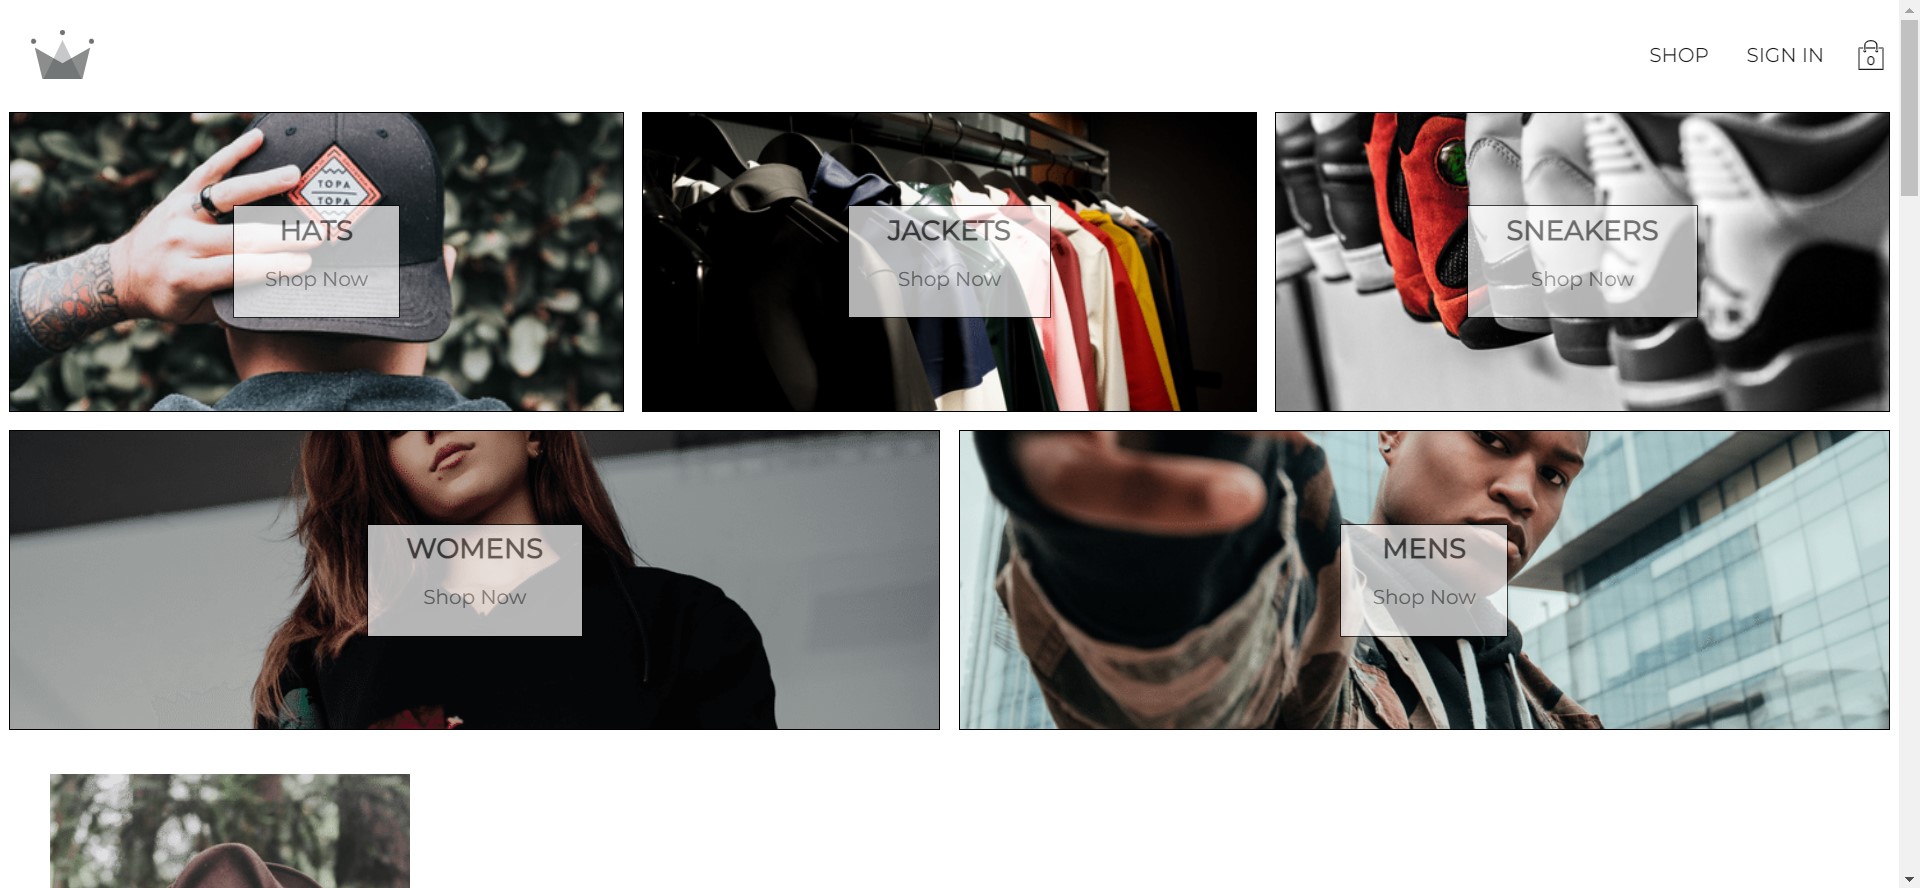 SHOP
SIGN IN
0
TOPA
TOPA
HATS
Shop Now
JACKETS
Shop Now
SNEAKERS
Shop Now
WOMENS
Shop Now
MENS
Shop Now